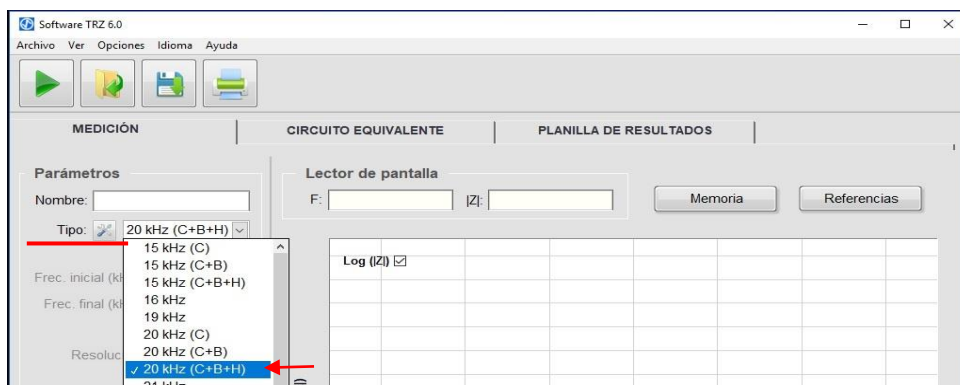 Software TRZ 6.0
Archivo Ver Opciones Idioma Ayuda
MEDICIÓN
CIRCUITO EQUIVALENTE
PLANILLA DE RESULTADOS
Parámetros
Nombre:
Tipo: 20 kHz (C+B+H)
15 kHz (C)
15 kHz (C+B)
15 kHz (C+B+H)
16 kHz
19 kHz
20 kHz (C)
20 kHz (C+B)
✓ 20 kHz (C+B+H)
Frec. inicial
Frec. final
Lector de pantalla
F:
|Z|:
Memoria
Referencias
Log (|Z|)